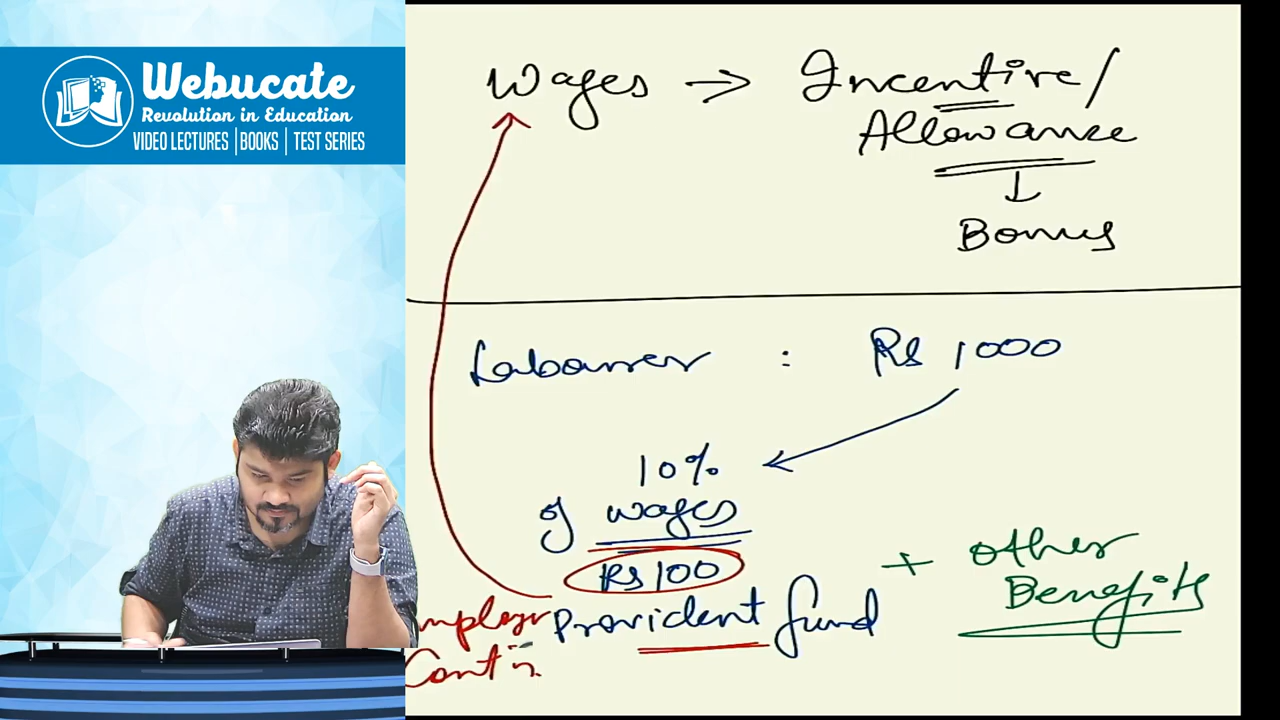 Webucate
Revolution in Education
VIDEO LECTURES | BOOKS | TEST SERIES
Wages → Incentive/
Allowance
↓
Bonus
Labourer : Rs 1000
10%
of wages
Rs 100
Provident fund
+ Other
Benefits
Employer
Cont'n